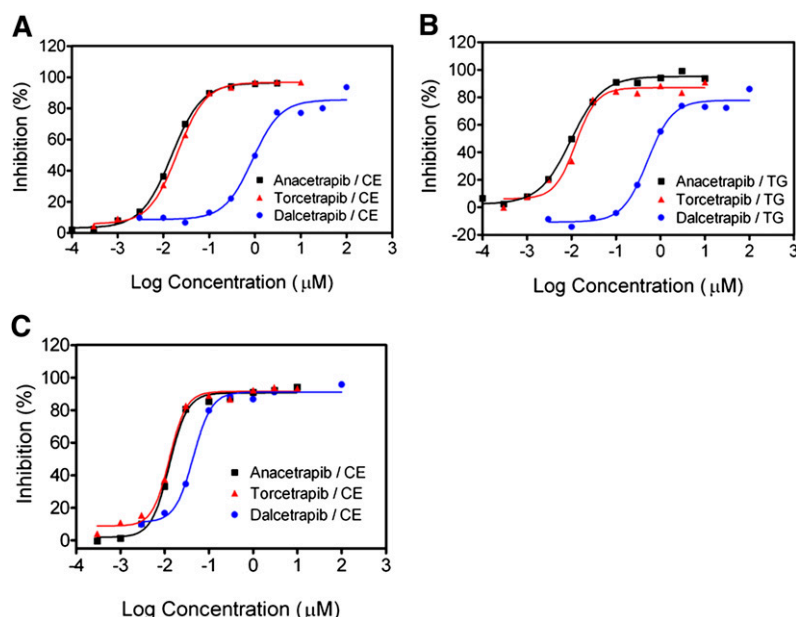 A
Inhibition (%)
120
100
80
60
40
20
0
Anacetrapib / CE
Torcetrapib / CE
Dalcetrapib / CE
-4 -3 -2 -1 0 1 2 3
Log Concentration (μM)
B
Inhibition (%)
120
100
80
60
40
20
0
-20
Anacetrapib / TG
Torcetrapib / TG
Dalcetrapib / TG
-4 -3 -2 -1 0 1 2 3
Log Concentration (μM)
C
Inhibition (%)
120
100
80
60
40
20
0
Anacetrapib / CE
Torcetrapib / CE
Dalcetrapib / CE
-4 -3 -2 -1 0 1 2 3
Log Concentration (μM)